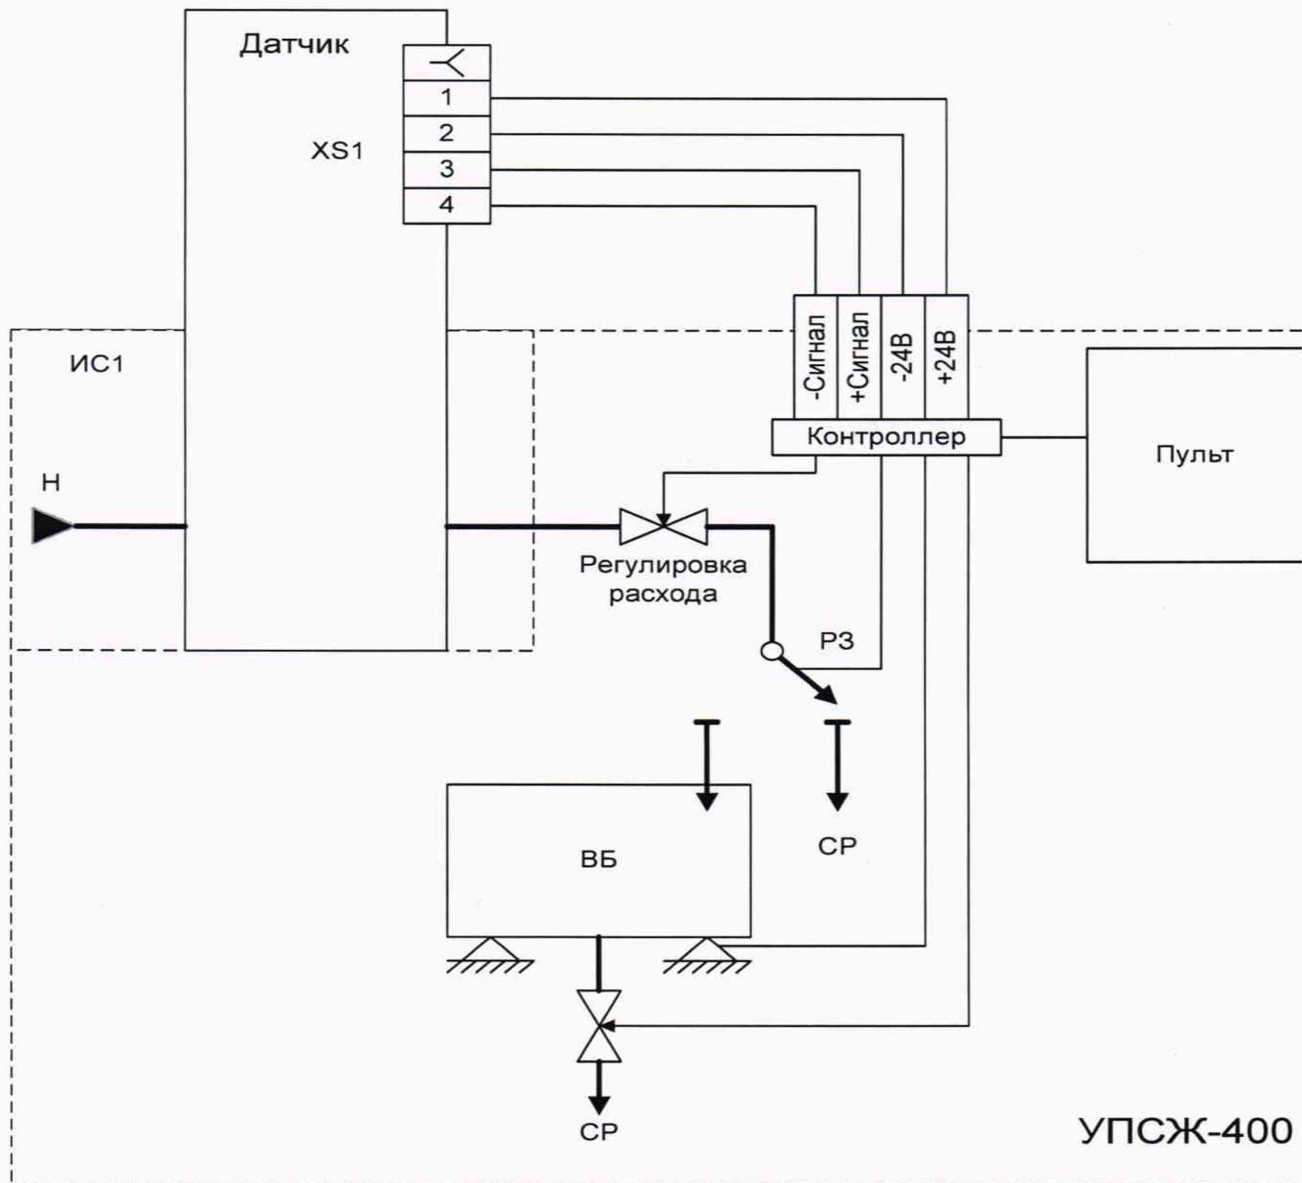 Датчик
1
2
XS1
3
4
ИС1
-Сигнал
+Сигнал
-24В
+24В
Контроллер
Пульт
Н
Регулировка
расхода
РЗ
СР
ВБ
СР
УПСЖ-400